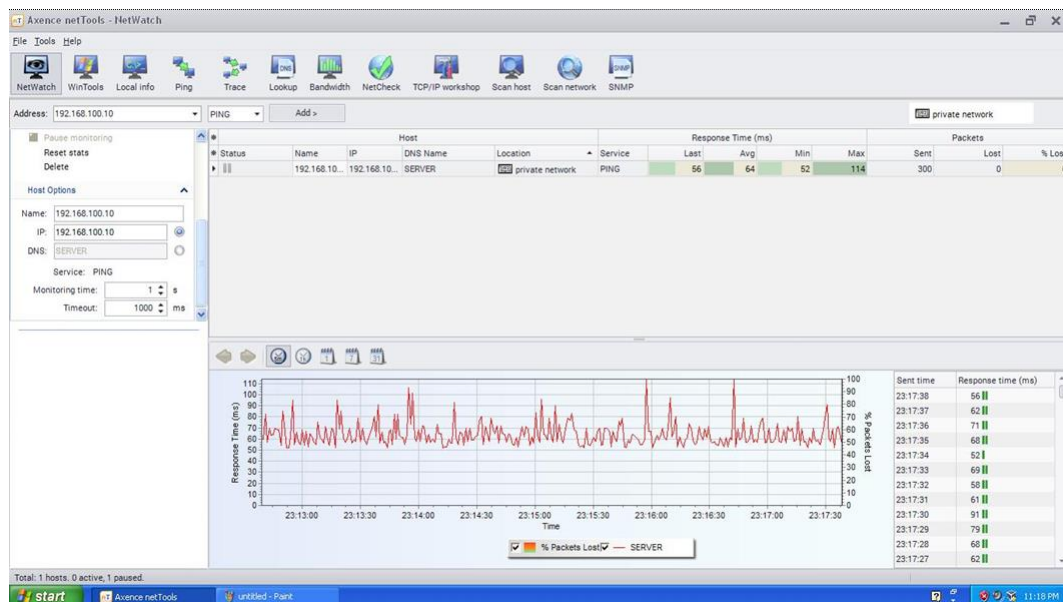 Axence netTools - NetWatch
File Tools Help
NetWatch WinTools Local info Ping Trace Lookup Bandwidth NetCheck TCP/IP workshop Scan host Scan network SNMP
Address: 192.168.100.10 PING Add > private network
Pause monitoring
Reset stats
Delete
Host Options
Name: 192.168.100.10
IP: 192.168.100.10
DNS: SERVER
Service: PING
Monitoring time: 1 s
Timeout: 1000 ms
Host Response Time (ms) Packets
Status Name IP DNS Name Location Service Last Avg Min Max Sent Lost % Los
192.168.10... 192.168.10... SERVER private network PING 56 64 52 114 300 0
Response Time (ms)
110
100
90
80
70
60
50
40
30
20
10
0
100
90
80
70
60
50
40
30
20
10
0
% Packets Lost
23:13:00 23:13:30 23:14:00 23:14:30 23:15:00 23:15:30 23:16:00 23:16:30 23:17:00 23:17:30
Time
% Packets Lost SERVER
Sent time Response time (ms)
23:17:38 56
23:17:37 62
23:17:36 71
23:17:35 68
23:17:34 52
23:17:33 69
23:17:32 58
23:17:31 61
23:17:30 91
23:17:29 79
23:17:28 68
23:17:27 62
Total: 1 hosts. 0 active, 1 paused.
start Axence netTools untitled - Paint 11:18 PM